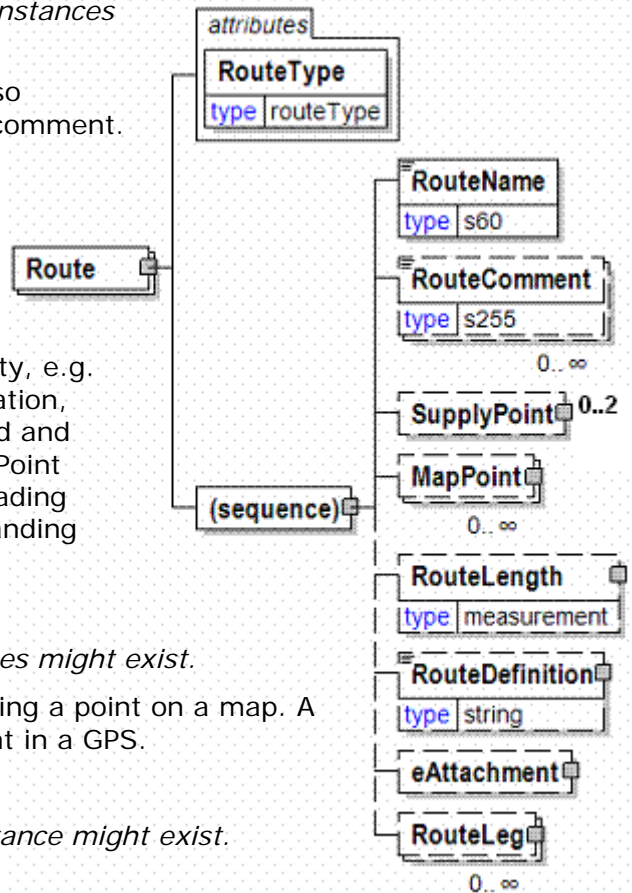 nstances
so
comment.
ty, e.g.
ation,
d and
Point
ading
anding
es might exist.
ing a point on a map. A
nt in a GPS.
tance might exist.
Route
attributes
RouteType
type routeType
(sequence)
RouteName
type s60
RouteComment
type s255
0..∞
SupplyPoint 0..2
MapPoint
0..∞
RouteLength
type measurement
RouteDefinition
type string
eAttachment
RouteLeg
0..∞